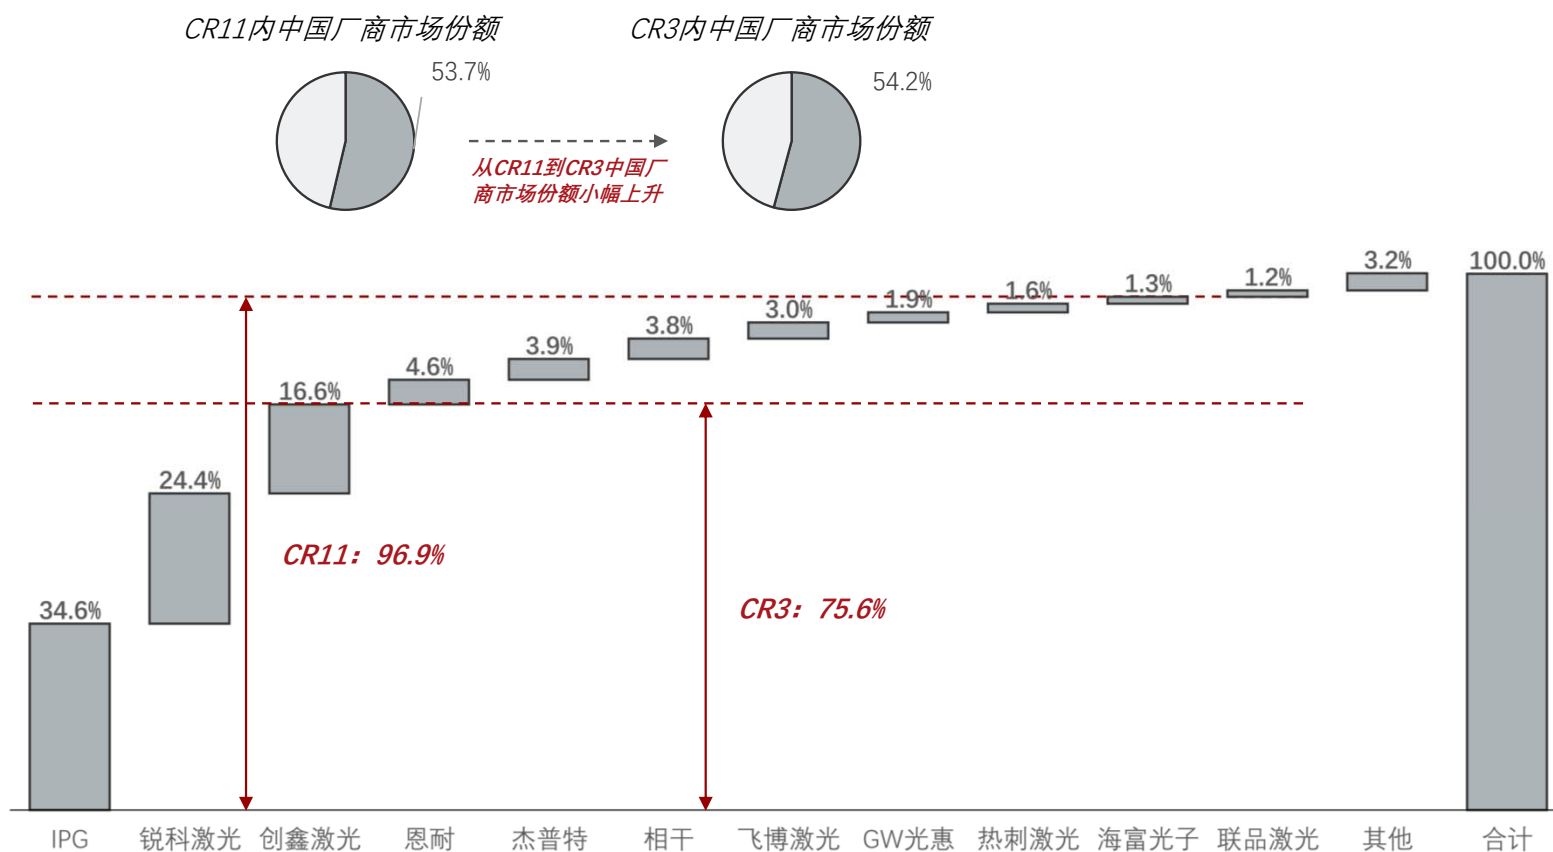 CR11内中国厂商市场份额
CR3内中国厂商市场份额
53.7%
54.2%
从CR11到CR3中国厂
商市场份额小幅上升
34.6%
24.4%
16.6%
4.6%
3.9%
3.8%
3.0%
1.9%
1.6%
1.3%
1.2%
3.2%
100.0%
CR11：96.9%
CR3：75.6%
IPG
锐科激光
创鑫激光
恩耐
杰普特
相干
飞博激光
GW光惠
热刺激光
海富光子
联品激光
其他
合计